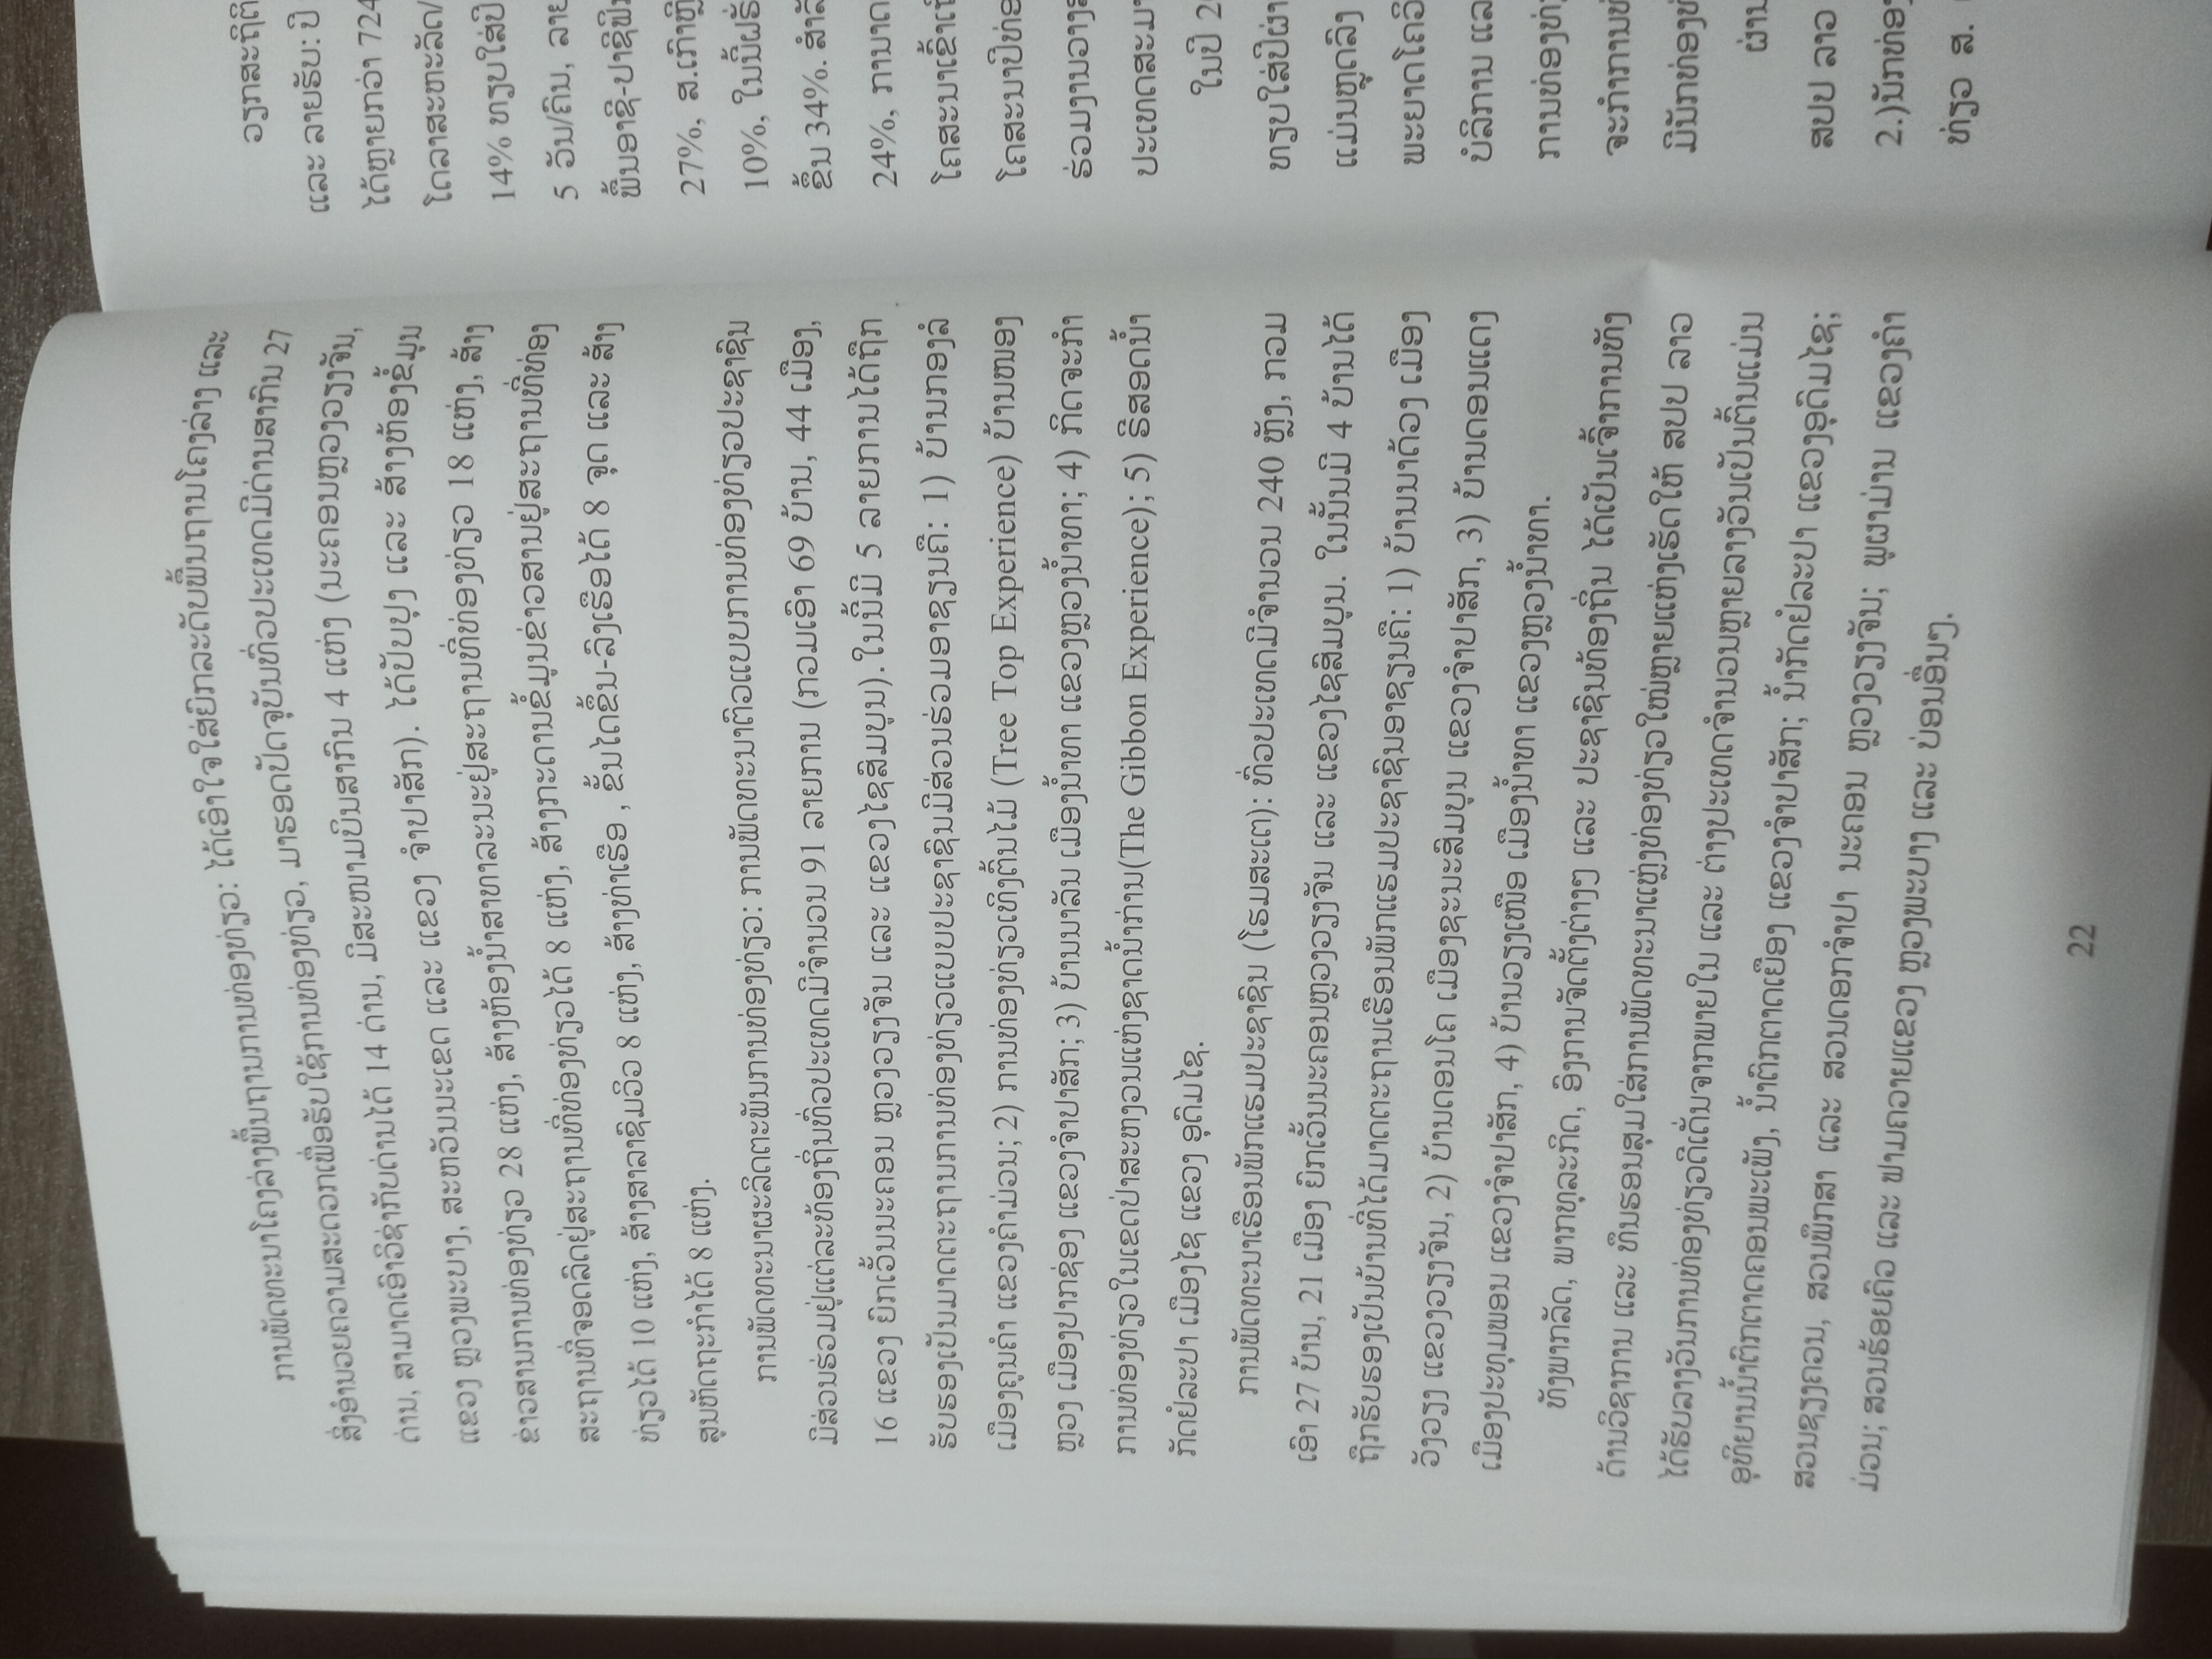 ການພັດທະນາໂຄງລ່າງພື້ນຖານການທ່ອງທ່ຽວ: ໄດ້ເອົາໃຈໃສ່ຍົກລະດັບພື້ນຖານໂຄງລ່າງ ແລະ
ສິ່ງອຳນວຍຄວາມສະດວກເພື່ອຮັບໃຊ້ການທ່ອງທ່ຽວ, ມາຮອດປັດຈຸບັນທົ່ວປະເທດມີດ່ານສາກົນ 27
ດ່ານ, ສາມາດເອົາວີຊ່າກັບດ່ານໄດ້ 14 ດ່ານ, ມີສະໜາມບິນສາກົນ 4 ແຫ່ງ (ນະຄອນຫຼວງວຽງຈັນ,
ແຂວງ ຫຼວງພະບາງ, ສະຫວັນນະເຂດ ແລະ ແຂວງ ຈຳປາສັກ). ໄດ້ປັບປຸງ ແລະ ສ້າງຫ້ອງຂໍ້ມູນ
ຂ່າວສານການທ່ອງທ່ຽວ 28 ແຫ່ງ, ສ້າງຫ້ອງນ້ຳສາທາລະນະຢູ່ສະຖານທີ່ທ່ອງທ່ຽວ 18 ແຫ່ງ, ສ້າງ
ສະຖານທີ່ຈອດລົດຢູ່ສະຖານທີ່ທ່ອງທ່ຽວໄດ້ 8 ແຫ່ງ, ສ້າງກະດານຂໍ້ມູນຂ່າວສານຢູ່ສະຖານທີ່ທ່ອງ
ທ່ຽວໄດ້ 10 ແຫ່ງ, ສ້າງສາລາຊົມວິວ 8 ແຫ່ງ, ສ້າງທ່າເຮືອ , ຂັ້ນໄດຂຶ້ນ-ລົງເຮືອໄດ້ 8 ຈຸດ ແລະ ສ້າງ
ສູນຫັດຖະກຳໄດ້ 8 ແຫ່ງ.
ການພັດທະນາຜະລິດຕະພັນການທ່ອງທ່ຽວ: ການພັດທະນາຕົວແບບການທ່ອງທ່ຽວປະຊາຊົນ
ມີສ່ວນຮ່ວມຢູ່ແຕ່ລະທ້ອງຖິ່ນທົ່ວປະເທດມີຈຳນວນ 91 ລາຍການ (ກວມເອົາ 69 ບ້ານ, 44 ເມືອງ,
16 ແຂວງ ຍົກເວັ້ນນະຄອນ ຫຼວງວຽງຈັນ ແລະ ແຂວງໄຊສົມບູນ).ໃນນີ້ມີ 5 ລາຍການໄດ້ຖືກ
ຮັບຮອງເປັນມາດຕະຖານການທ່ອງທ່ຽວແບບປະຊາຊົນມີສ່ວນຮ່ວມອາຊຽນຄື: 1) ບ້ານກອງລໍ
ເມືອງຄູນຄຳ ແຂວງຄຳມ່ວນ; 2) ການທ່ອງທ່ຽວເທິງຕົ້ນໄມ້ (Tree Top Experience) ບ້ານໜອງ
ຫຼວງ ເມືອງປາກຊ່ອງ ແຂວງຈຳປາສັກ; 3) ບ້ານນາລັນ ເມືອງນ້ຳທາ ແຂວງຫຼວງນ້ຳທາ; 4) ກິດຈະກຳ
ການທ່ອງທ່ຽວໃນເຂດປ່າສະຫງວນແຫ່ງຊາດນ້ຳກ່ານ(The Gibbon Experience); 5) ຣີສອດນ້ຳ
ກັດຢໍລະປາ ເມືອງໄຊ ແຂວງ ອຸດົມໄຊ.
ການພັດທະນາເຮືອນພັກແຮມປະຊາຊົນ (ໂຮມສະເຕ): ທົ່ວປະເທດມີຈຳນວນ 240 ຫຼັງ, ກວມ
ເອົາ 27 ບ້ານ, 21 ເມືອງ ຍົກເວັ້ນນະຄອນຫຼວງວຽງຈັນ ແລະ ແຂວງໄຊສົມບູນ. ໃນນັ້ນມີ 4 ບ້ານໄດ້
ຖືກຮັບຮອງເປັນບ້ານທີ່ໄດ້ມາດຕະຖານເຮືອນພັກແຮມປະຊາຊົນອາຊຽນຄື: 1) ບ້ານນາດ້ວງ ເມືອງ
ວັງວຽງ ແຂວງວຽງຈັນ, 2) ບ້ານດອນໂດ ເມືອງຊະນະສົມບູນ ແຂວງຈຳປາສັກ, 3) ບ້ານດອນແດງ
ເມືອງປະທຸມພອນ ແຂວງຈຳປາສັກ, 4) ບ້ານວຽງເໜືອ ເມືອງນ້ຳທາ ແຂວງຫຼວງນ້ຳທາ.
ທັງພາກລັດ, ພາກທຸລະກິດ, ອົງການຈັດຕັ້ງຕ່າງໆ ແລະ ປະຊາຊົນທ້ອງຖິ່ນ ໄດ້ເປັນເຈົ້າການທັງ
ດ້ານວິຊາການ ແລະ ທຶນຮອນສຸມໃສ່ການພັດທະນາແຫຼ່ງທ່ອງທ່ຽວໃໝ່ຫຼາຍແຫ່ງເຮັດໃຫ້ ສປປ ລາວ
ໄດ້ຮັບລາງວັນການທ່ອງທ່ຽວດີເດັ່ນຈາກພາຍໃນ ແລະ ຕ່າງປະເທດຈຳນວນຫຼາຍລາງວັນເປັນຕົ້ນແມ່ນ
ອຸທິຍານນ້ຳຕົກຕາດຄອນພະເພັງ, ນ້ຳຕົກຕາດເຍືອງ ແຂວງຈຳປາສັກ; ນ້ຳກັດຢໍລະປາ ແຂວງອຸດົມໄຊ;
ສວນຊຽງຄວນ, ສວນພຶກສາ ແລະ ສວນດອກຈຳປາ ນະຄອນ ຫຼວງວຽງຈັນ; ພູຜາມ່ານ ແຂວງຄຳ
ມ່ວນ; ສວນຮ້ອຍຄິວ ແລະ ຟາມຄວາຍແຂວງ ຫຼວງພະບາງ ແລະ ບ່ອນອື່ນໆ.
22
ວຽກສະຖິຕິ
ແລະ ລາຍຮັບ: ປີ
ໄດ້ຫຼາຍກວ່າ 724
ໂດລາສະຫະລັດ/
14% ທຽບໃສ່ປີ
5 ວັນ/ຄົນ, ລາຍ
ພື້ນອາຊີ-ປາຊີຟິກ
27%, ສ.ເກົາຫຼີ
10%, ໃນນັ້ນຝຣັ່ງ
ຂຶ້ນ 34%. ສຳລັ
24%, ການາດາ
ໂຄສະນາເຂົ້າເຖິ
ໂຄສະນາປີທ່ອງ
ຮ່ວມງານວາງສ
ປະເທດສະມາ
ໃນປີ 2
ທຽບໃສ່ປີຜ່າ
ແມ່ນຫຼຸດລົງ
ພະຍາດໂຄວິ
ບໍລິການ ແລ
ການທ່ອງທ່ຽ
ຈະກຳການທ່
ມີນັກທ່ອງທ່
ຜ່ານ
ສປປ ລາວ
2.)ນັກທ່ອງ
ທ່ຽວ ສ.